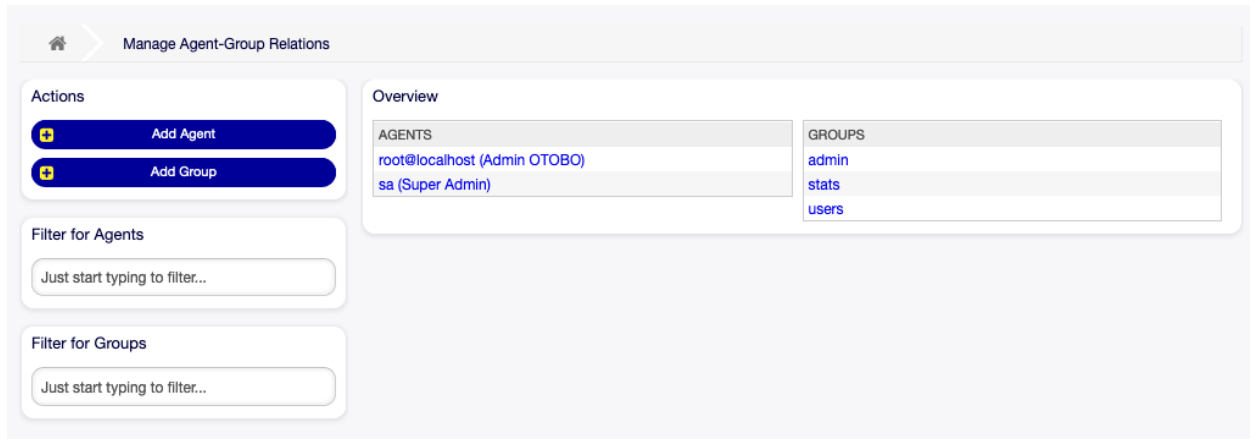 Manage Agent-Group Relations
Actions
Add Agent
Add Group
Filter for Agents
Just start typing to filter...
Filter for Groups
Just start typing to filter...
Overview
AGENTS
root@localhost (Admin OTOBO)
sa (Super Admin)
GROUPS
admin
stats
users